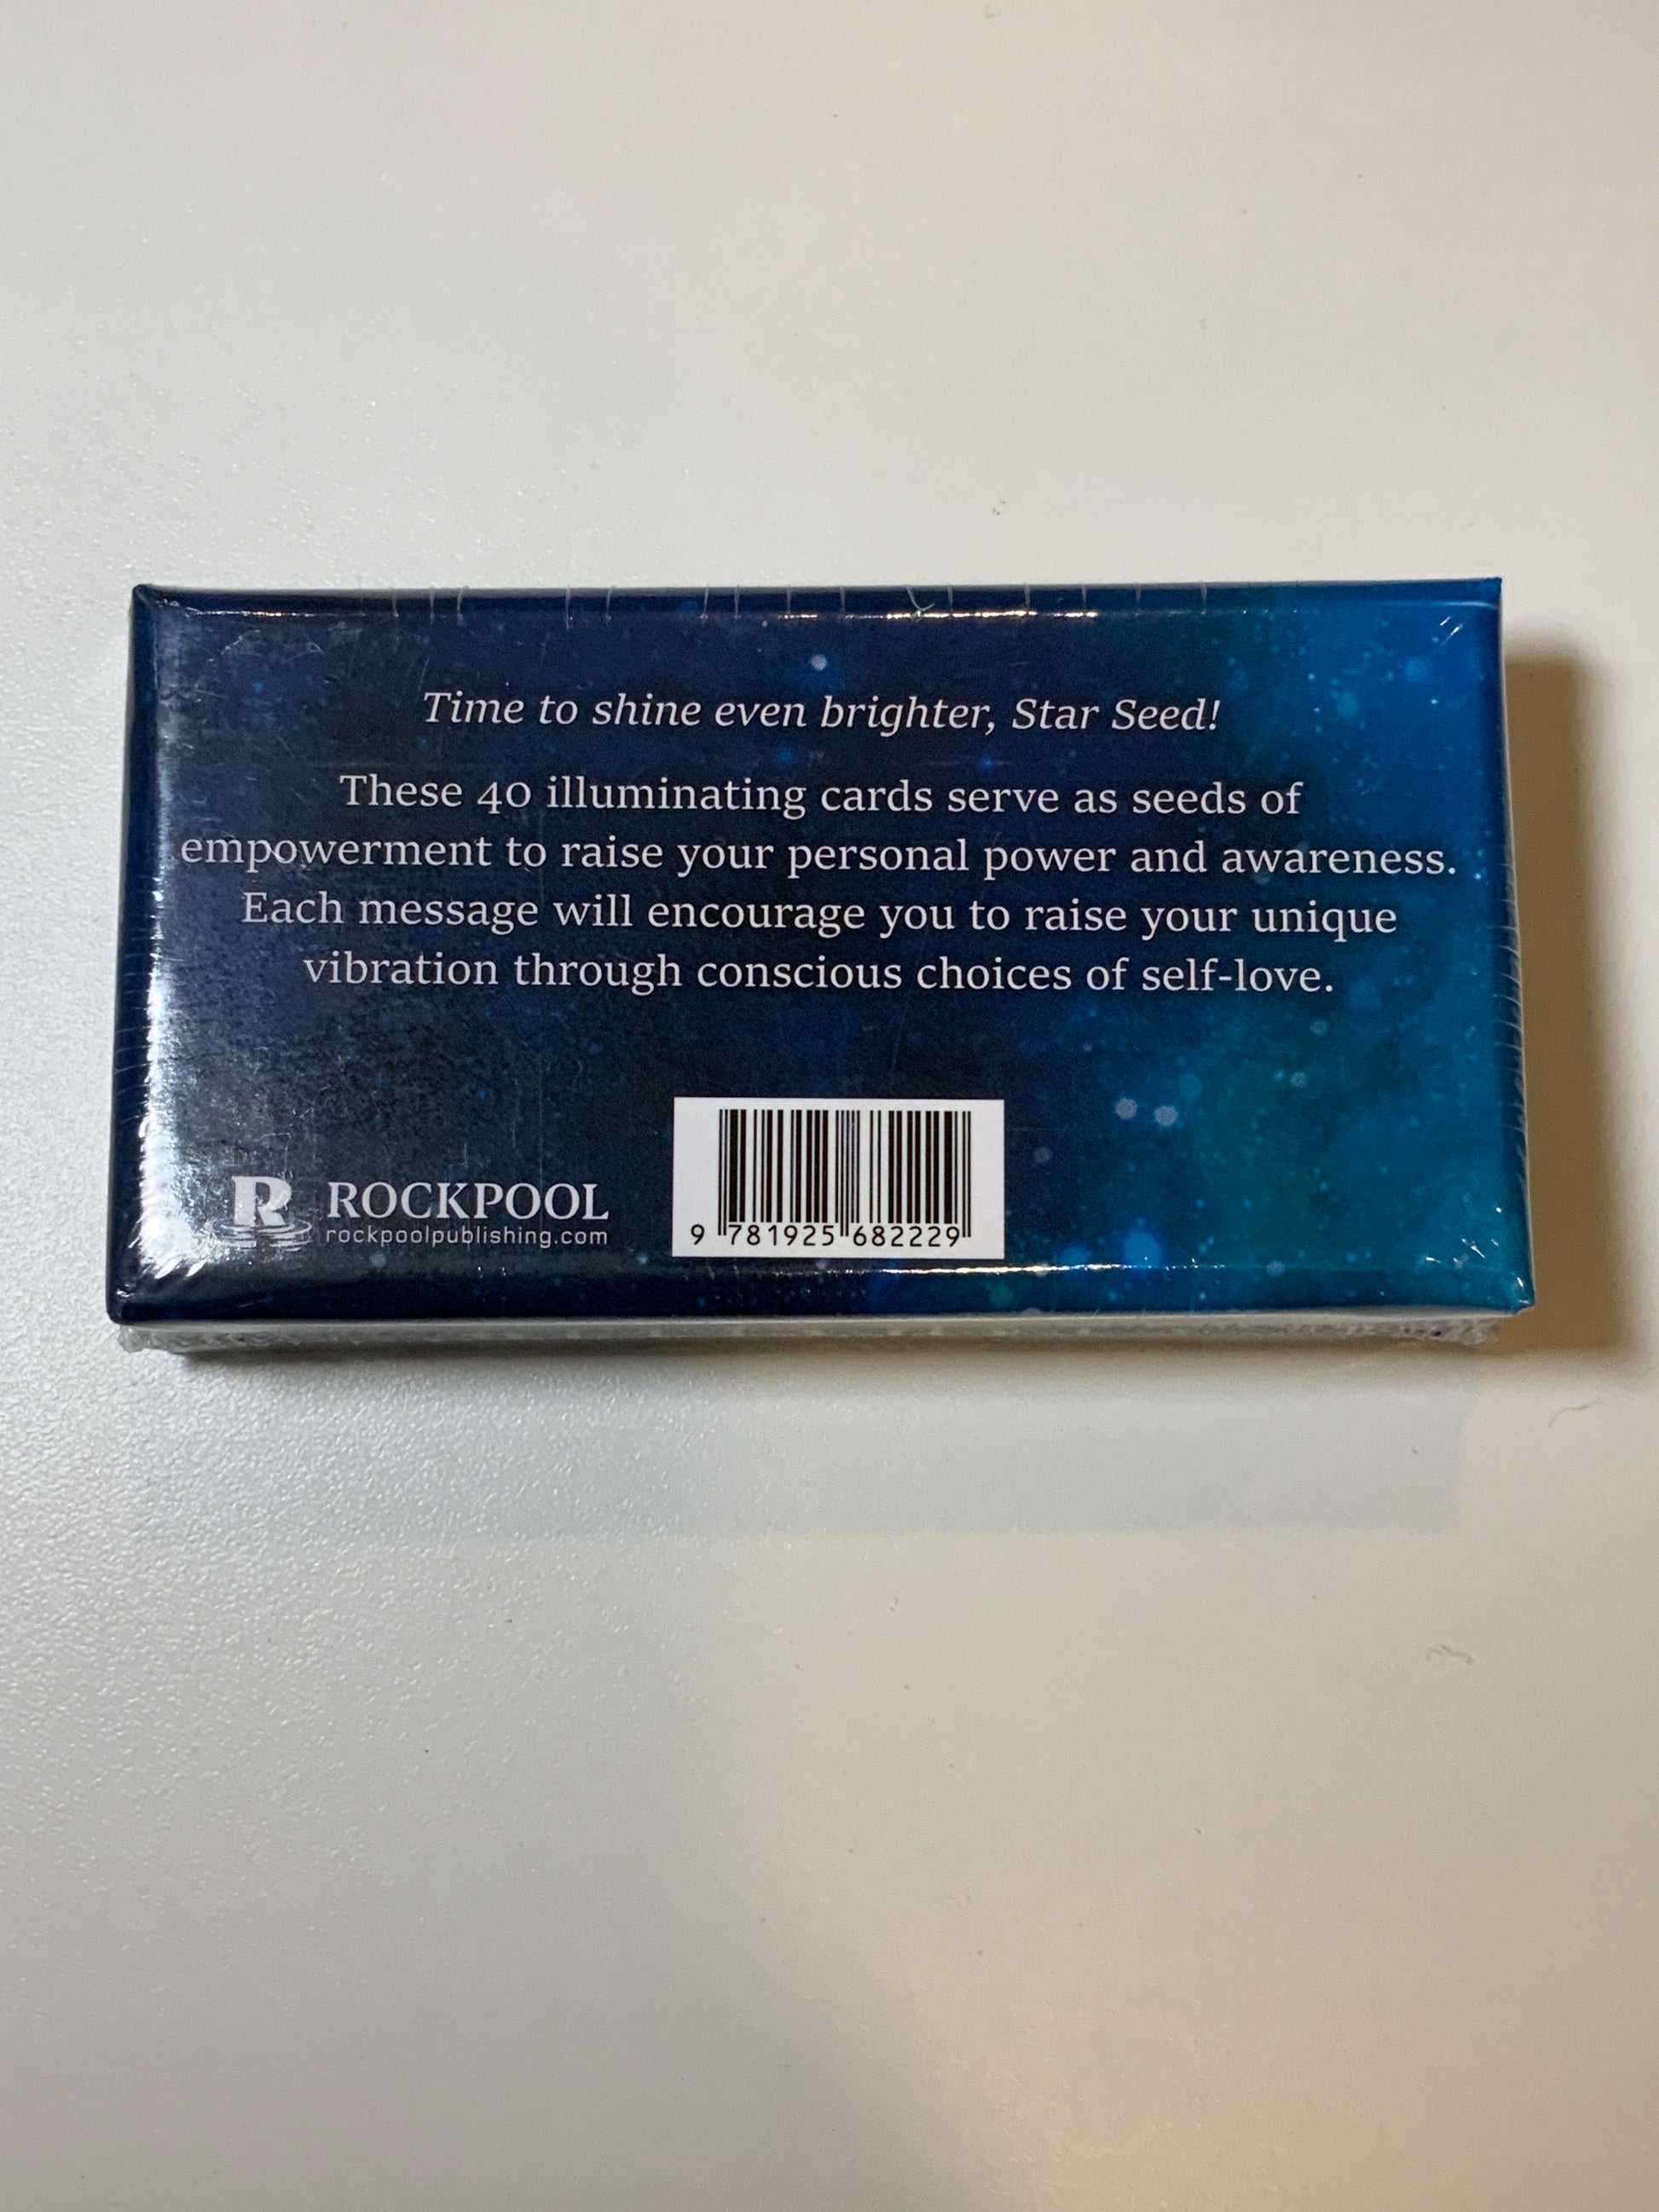 Time to shine even brighter, Star Seed!
These 40 illuminating cards serve as seeds of
empowerment to raise your personal power and awareness.
Each message will encourage you to raise your unique
vibration through conscious choices of self-love.
R ROCKPOOL
rockpoolpublishing.com
9 781925 682229